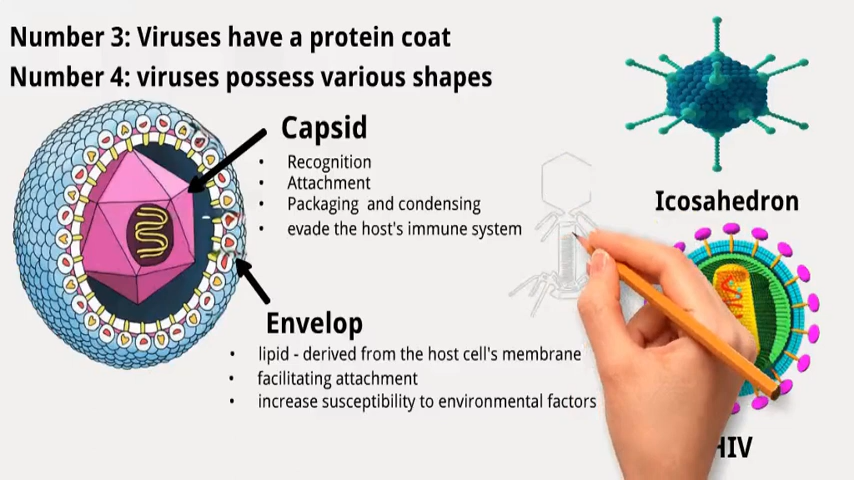 Number 3: Viruses have a protein coat
Number 4: viruses possess various shapes
Capsid
• Recognition
• Attachment
• Packaging and condensing
• evade the host's immune system
Envelop
• lipid - derived from the host cell's membrane
• facilitating attachment
• increase susceptibility to environmental factors
Icosahedron
HIV